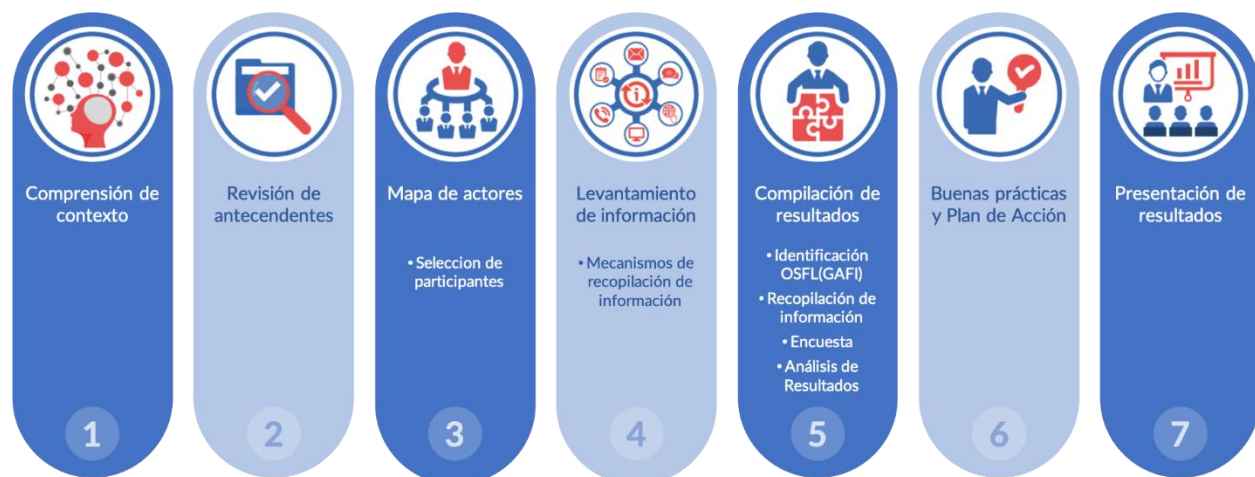 Comprensión de
contexto
1
Revisión de
antecendentes
2
Mapa de actores
• Seleccion de
participantes
3
Levantamiento
de información
• Mecanismos de
recopilación de
información
4
Compilación de
resultados
• Identificación
OSFL(GAFI)
• Recopilación de
información
• Encuesta
• Análisis de
Resultados
5
Buenas prácticas
y Plan de Acción
6
Presentación de
resultados
7